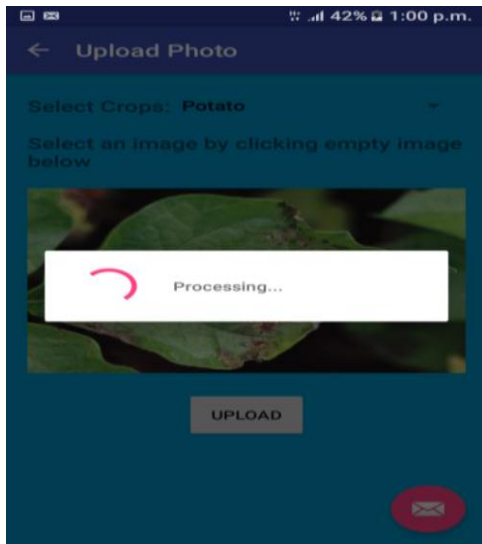 42% 1:00 p.m.
Upload Photo
Select Crops: Potato
Select an image by clicking empty image
below
Processing...
UPLOAD